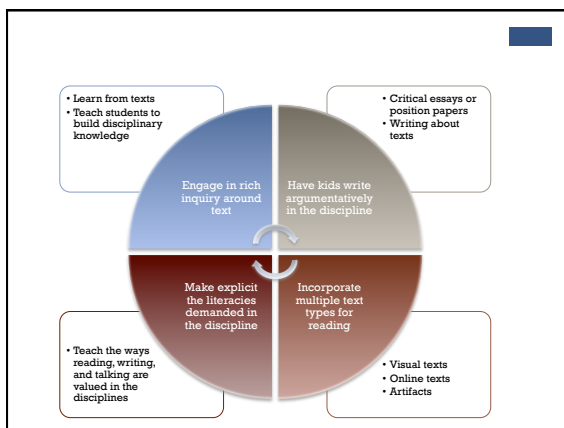 • Learn from texts
• Teach students to
build disciplinary
knowledge
• Critical essays or
position papers
• Writing about
texts
Engage in rich
inquiry around
text
Have kids write
argumentatively
in the discipline
Make explicit
the literacies
demanded in
the discipline
Incorporate
multiple text
types for
reading
• Teach the ways
reading, writing,
and talking are
valued in the
disciplines
• Visual texts
• Online texts
• Artifacts